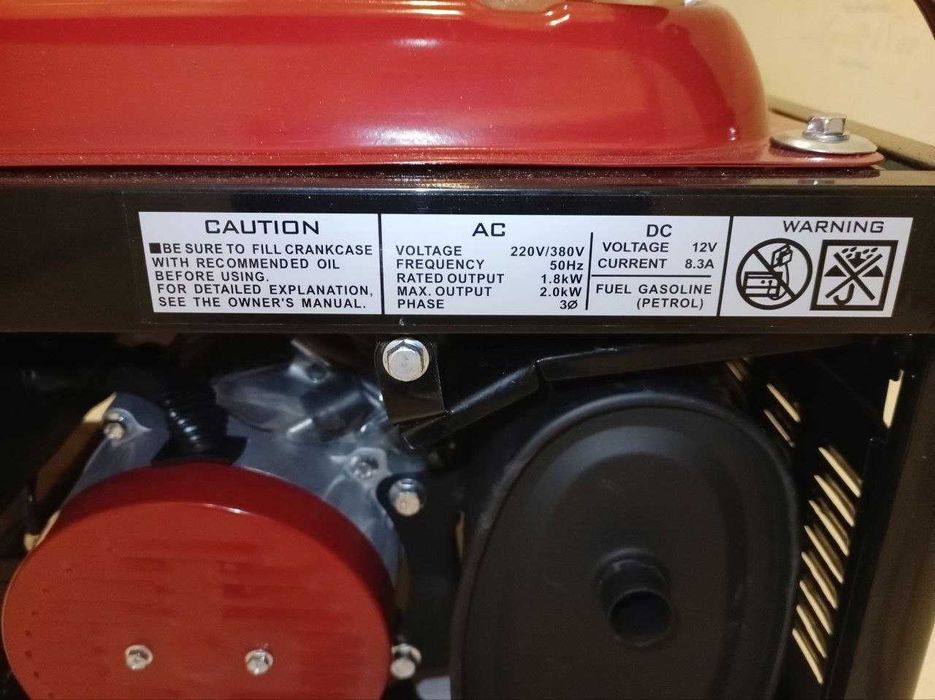 CAUTION
■BE SURE TO FILL CRANKCASE
WITH RECOMMENDED OIL
BEFORE USING.
FOR DETAILED EXPLANATION,
SEE THE OWNER'S MANUAL.
AC
VOLTAGE 220V/380V
FREQUENCY 50Hz
RATED OUTPUT 1.8kW
MAX. OUTPUT 2.0kW
PHASE 3Ø
DC
VOLTAGE 12V
CURRENT 8.3A
FUEL GASOLINE
(PETROL)
WARNING